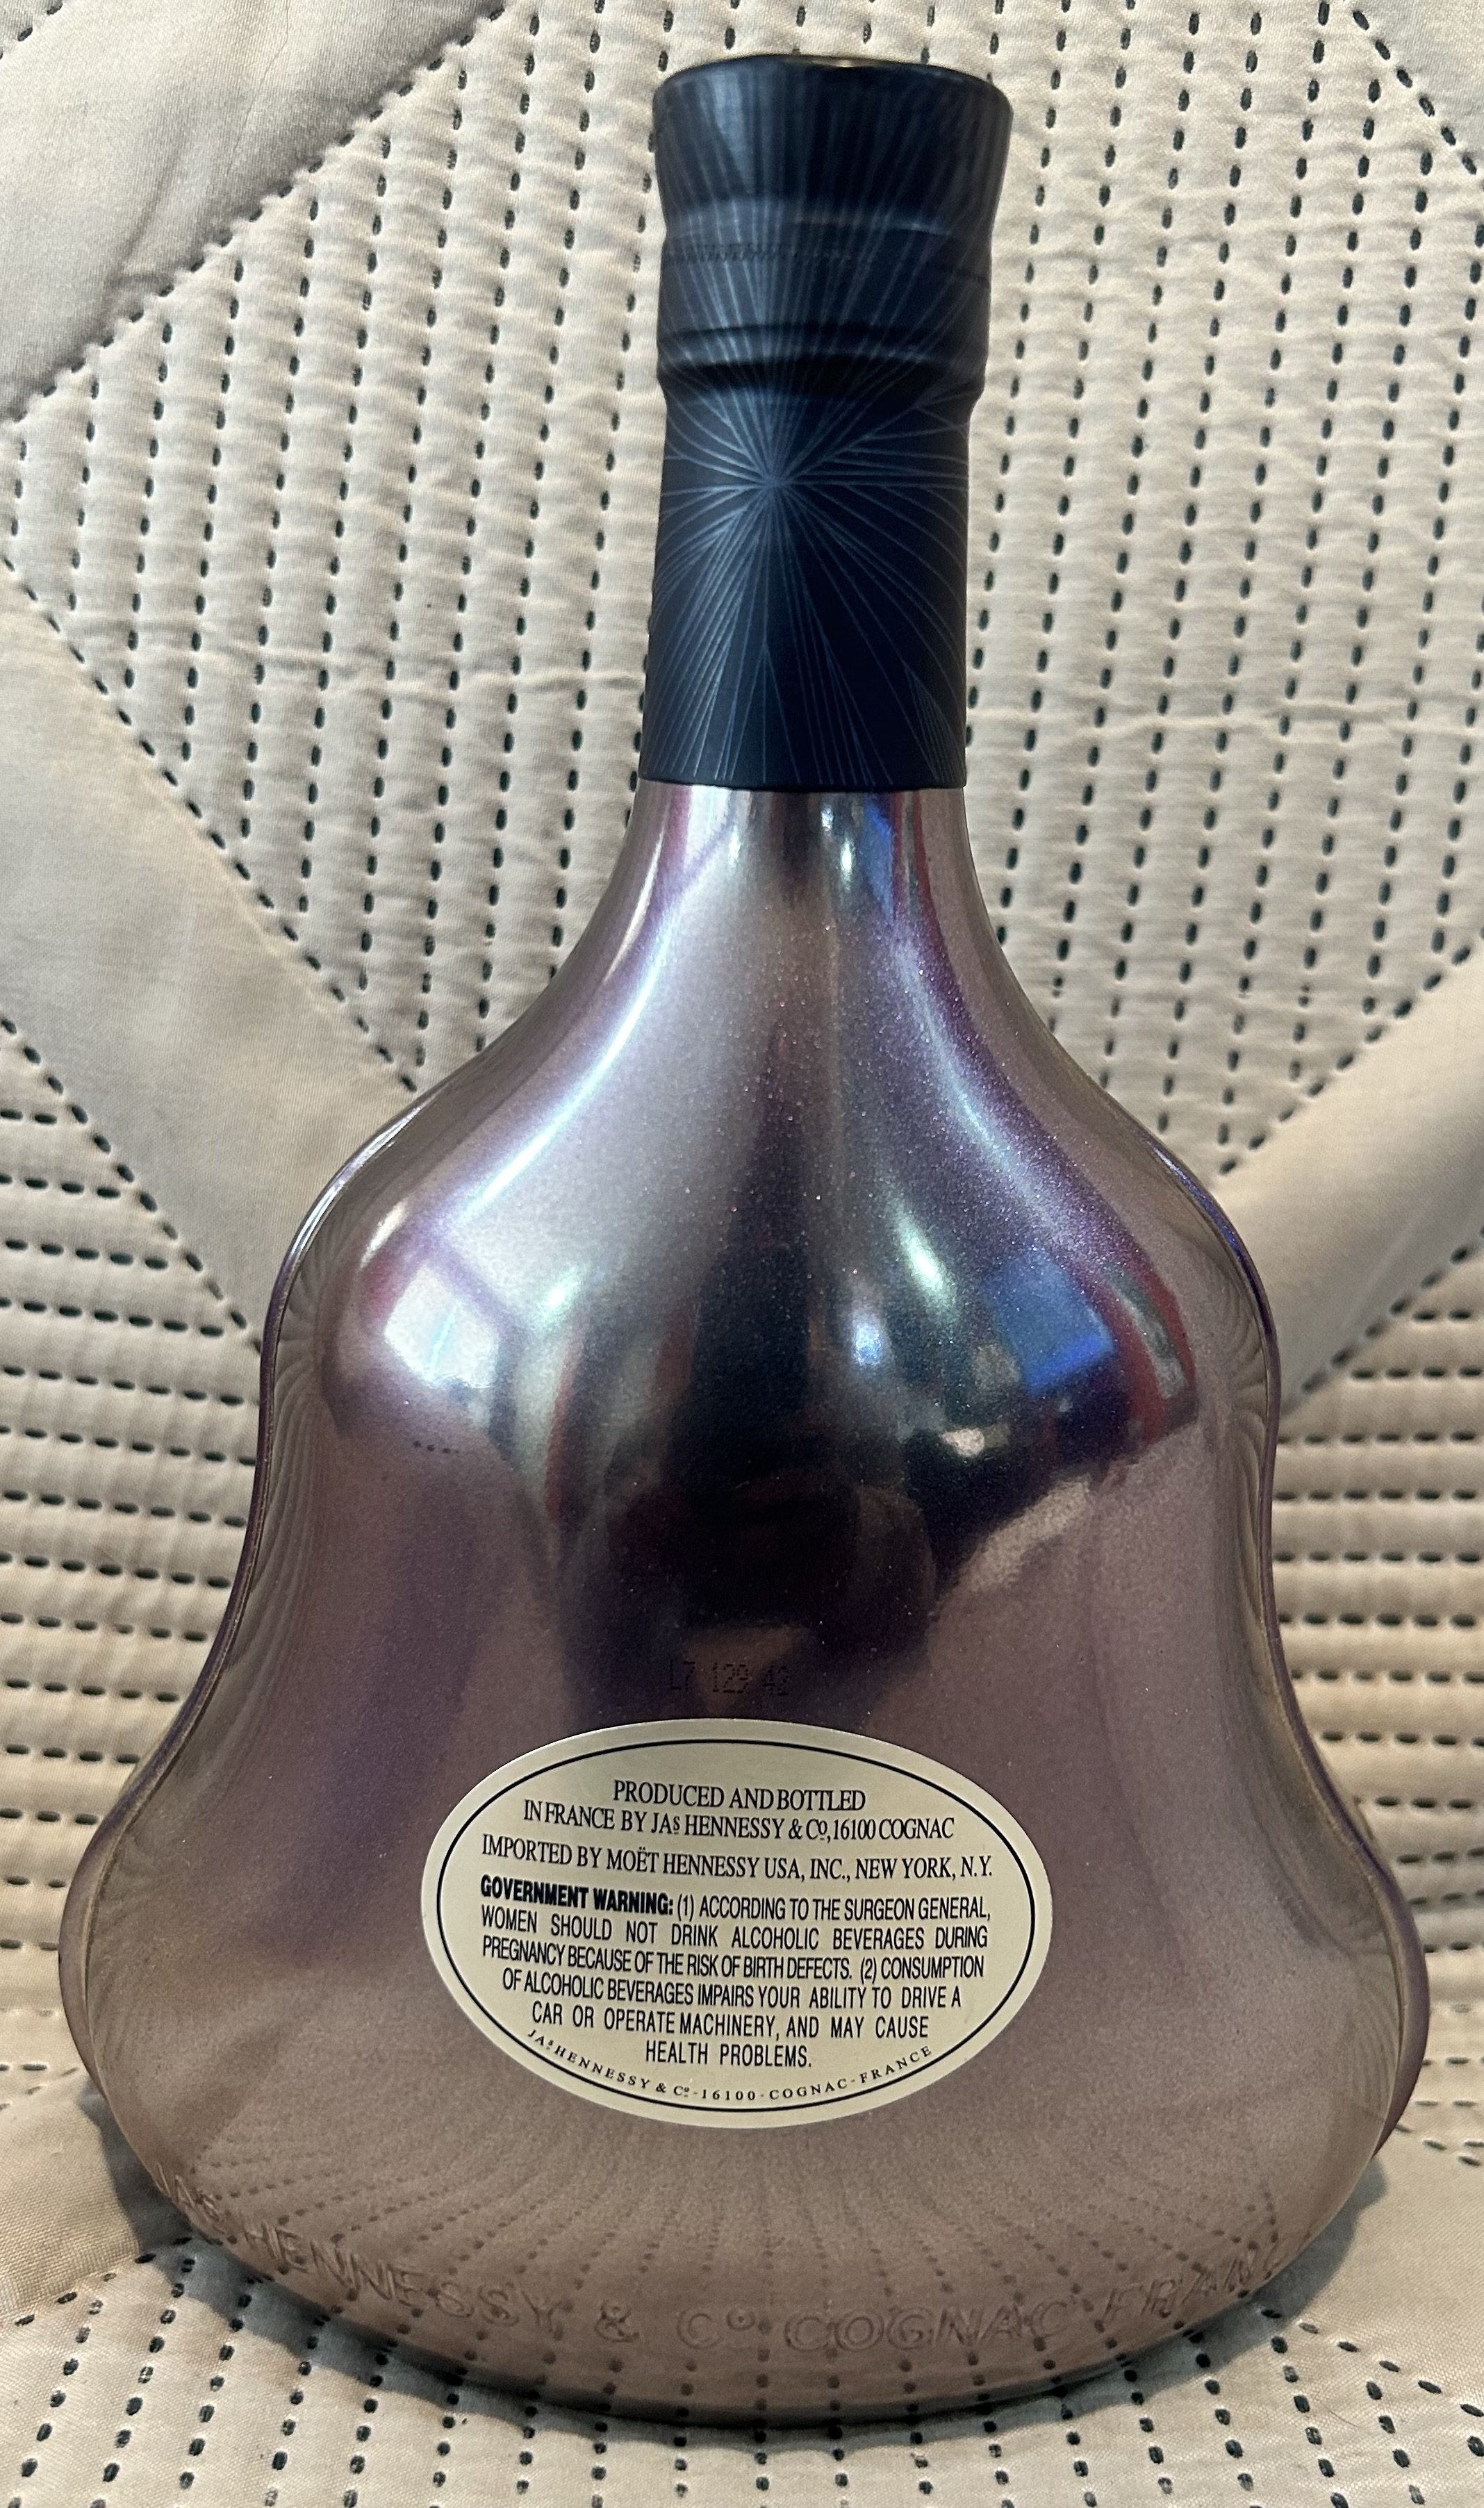 L7 129 42
PRODUCED AND BOTTLED
IN FRANCE BY JAS HENNESSY & Cº, 16100 COGNAC
IMPORTED BY MOËT HENNESSY USA, INC., NEW YORK, N.Y.
GOVERNMENT WARNING: (1) ACCORDING TO THE SURGEON GENERAL,
WOMEN SHOULD NOT DRINK ALCOHOLIC BEVERAGES DURING
PREGNANCY BECAUSE OF THE RISK OF BIRTH DEFECTS. (2) CONSUMPTION
OF ALCOHOLIC BEVERAGES IMPAIRS YOUR ABILITY TO DRIVE A
CAR OR OPERATE MACHINERY, AND MAY CAUSE
HEALTH PROBLEMS.
JAS HENNESSY & Cº-16100-COGNAC-FRANCE
JAS HENNESSY & Cº COGNAC FRANC